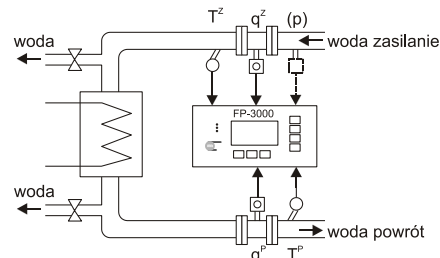 T^Z q^Z (p)
woda
woda zasilanie
FP-3000
woda
woda powrót
q^P T^P